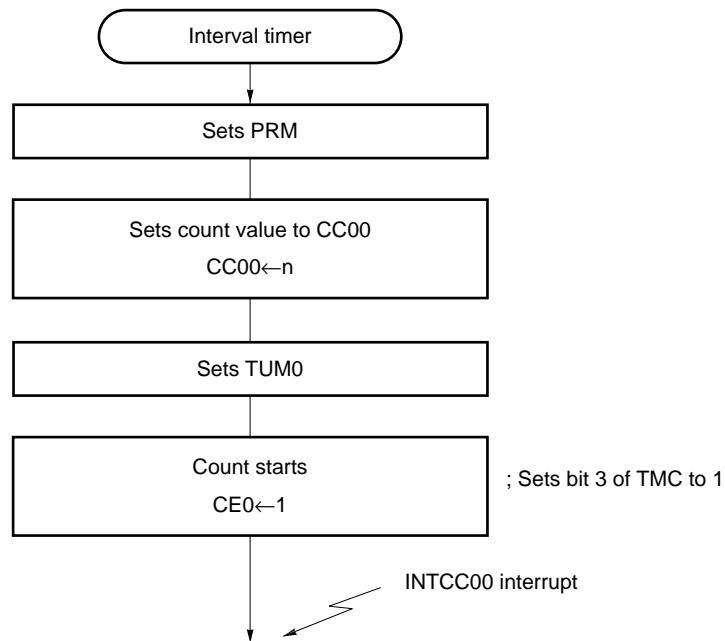 Interval timer
Sets PRM
Sets count value to CC00
CC00←n
Sets TUM0
Count starts
CE0←1
; Sets bit 3 of TMC to 1
INTCC00 interrupt